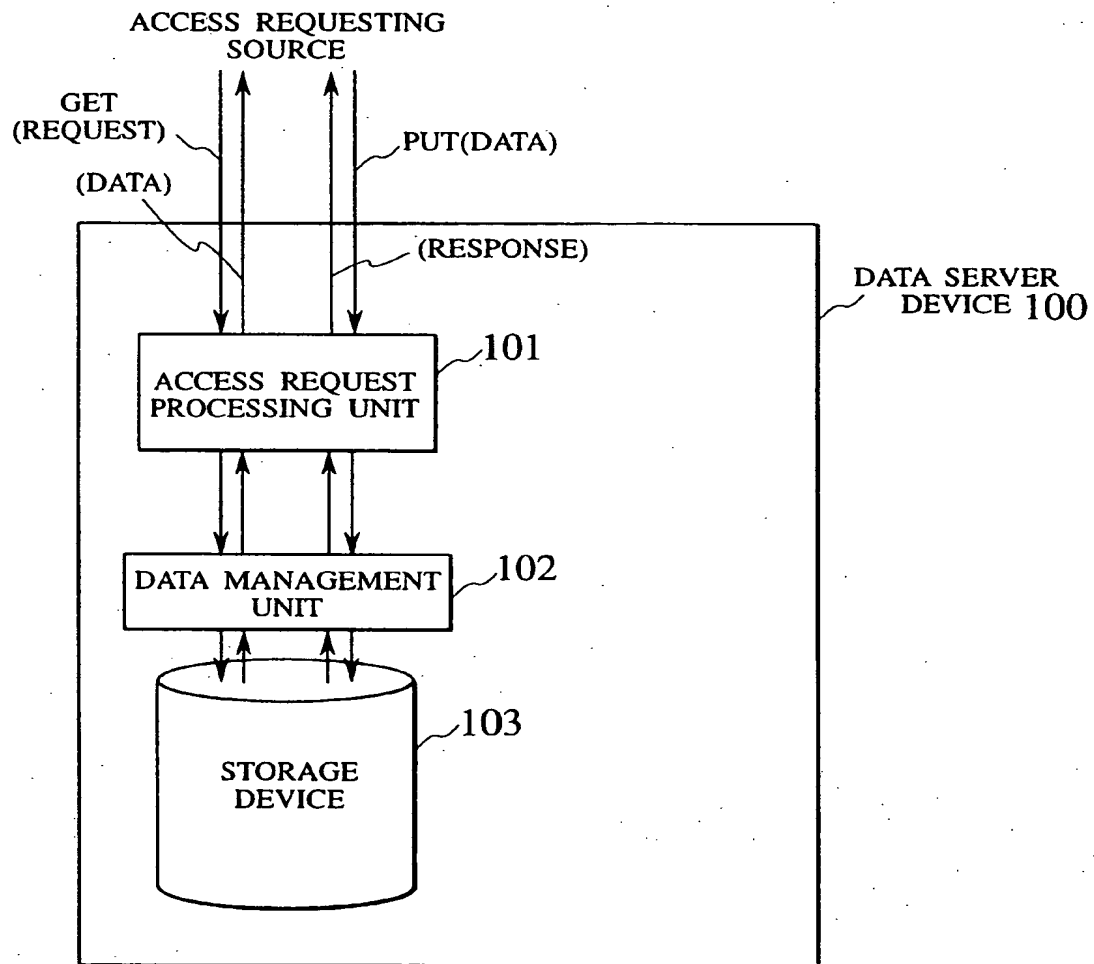 ACCESS REQUESTING
SOURCE
GET
(REQUEST)
PUT(DATA)
(DATA)
(RESPONSE)
DATA SERVER
DEVICE 100
101
ACCESS REQUEST
PROCESSING UNIT
102
DATA MANAGEMENT
UNIT
103
STORAGE
DEVICE